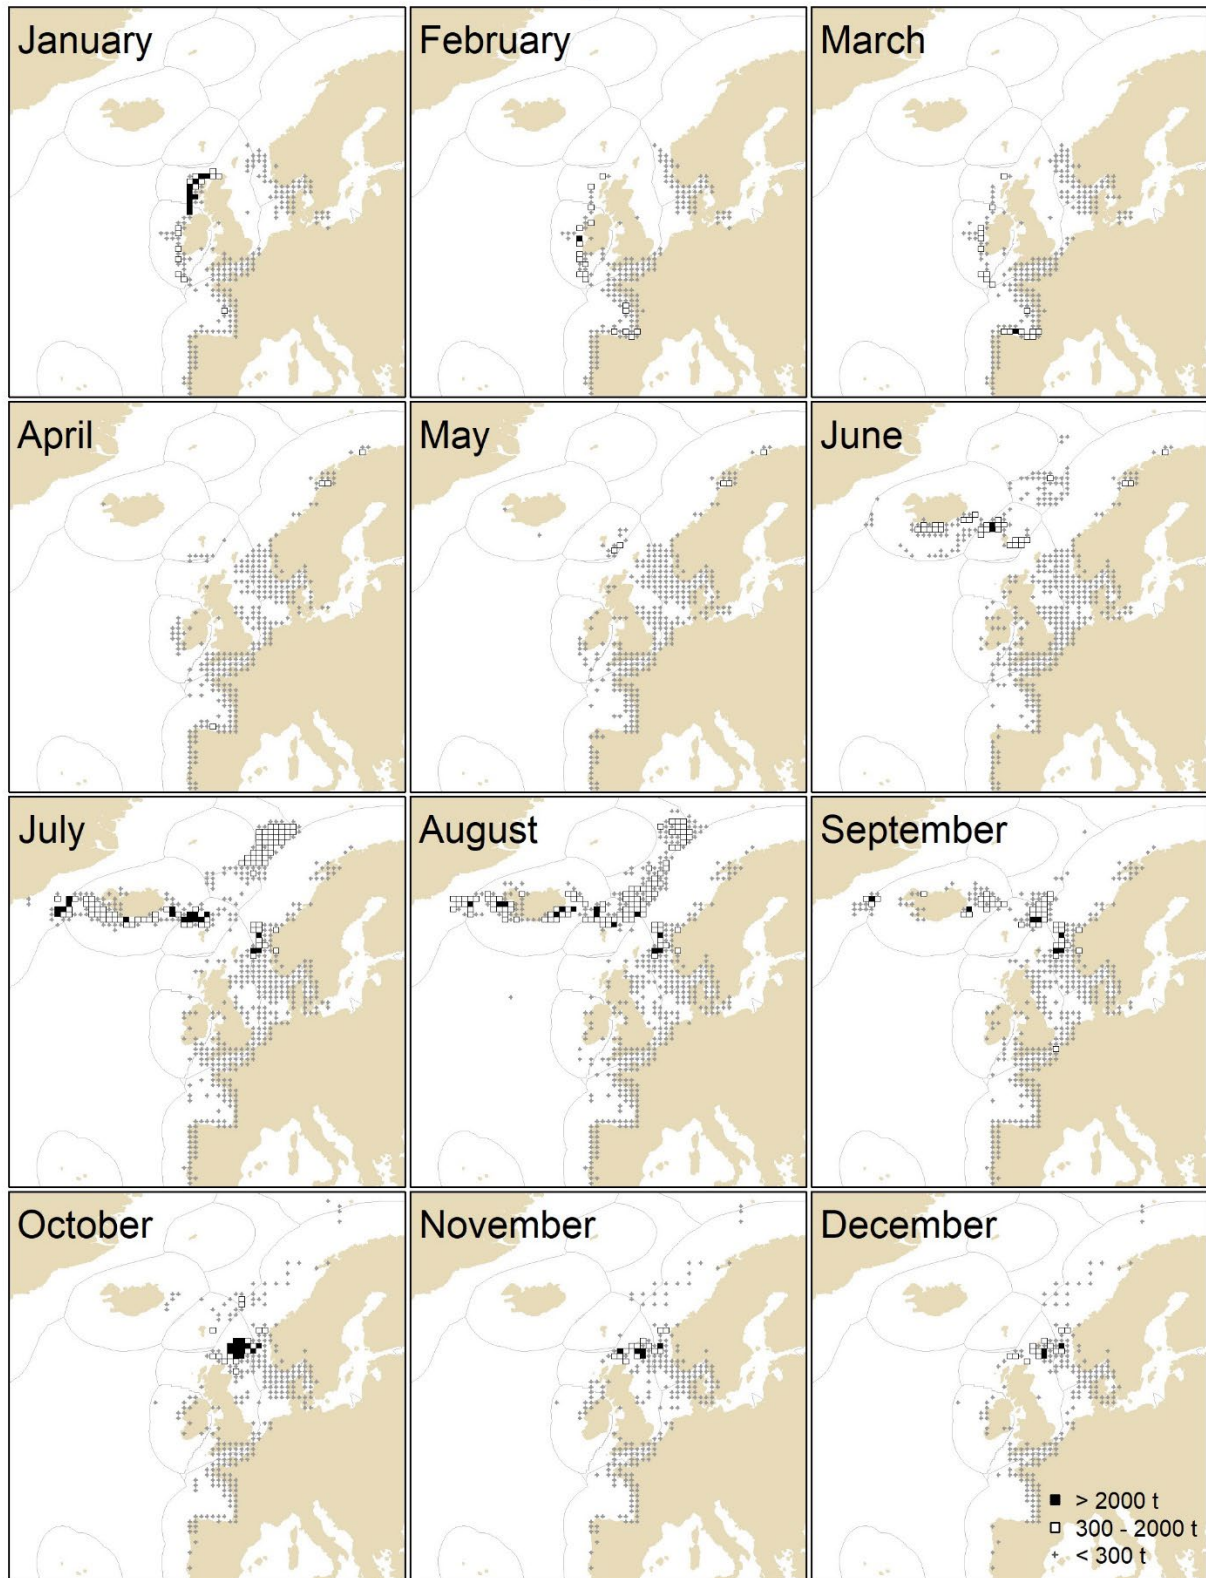 January
February
March
April
May
June
July
August
September
October
November
December
> 2000 t
300 - 2000 t
< 300 t